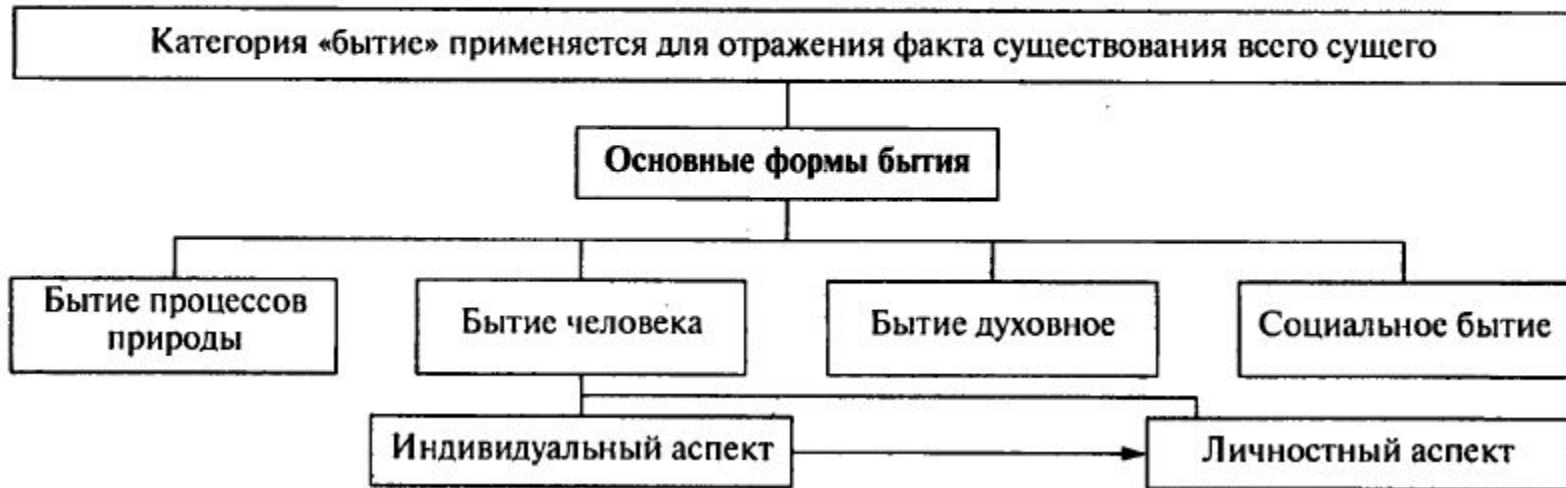 Категория «бытие» применяется для отражения факта существования всего сущего
Основные формы бытия
Бытие процессов
природы
Бытие человека
Бытие духовное
Социальное бытие
Индивидуальный аспект
Личностный аспект